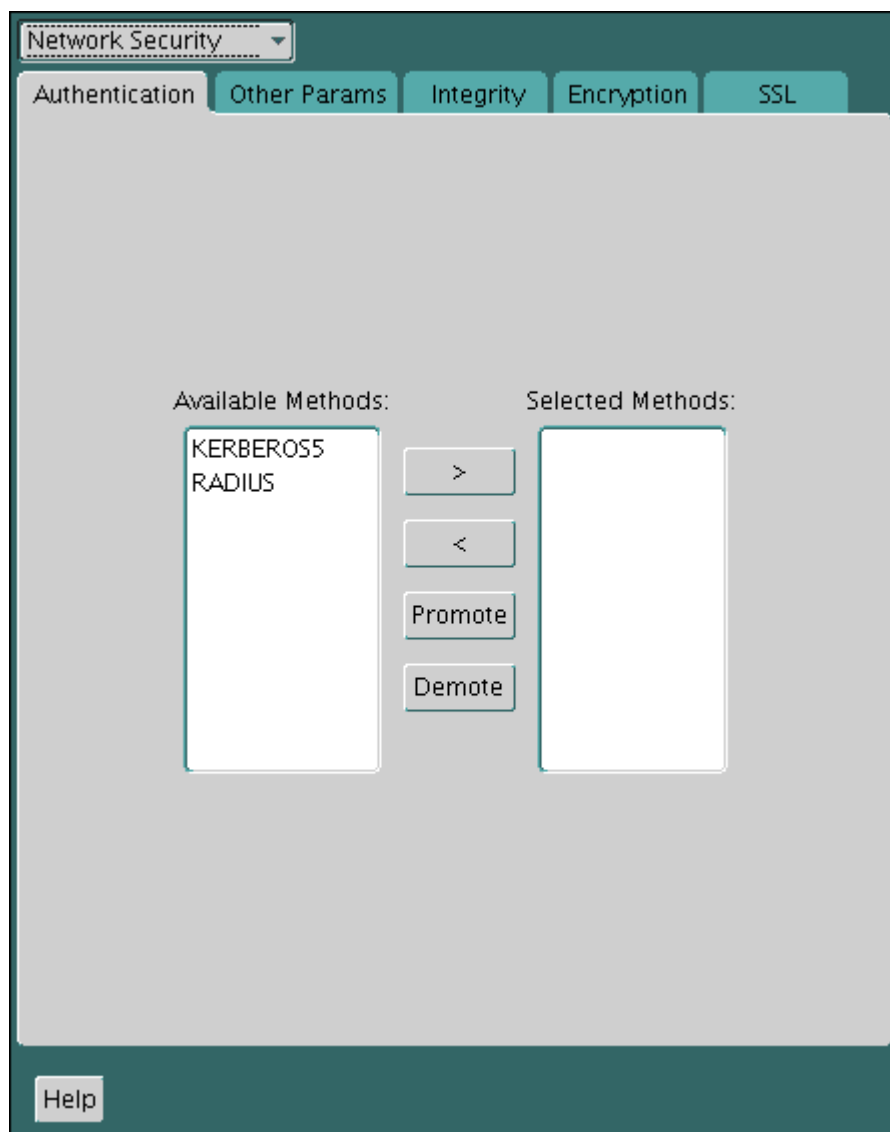 Network Security
Authentication Other Params Integrity Encryption SSL
Available Methods: Selected Methods:
KERBEROS5
RADIUS
>
<
Promote
Demote
Help